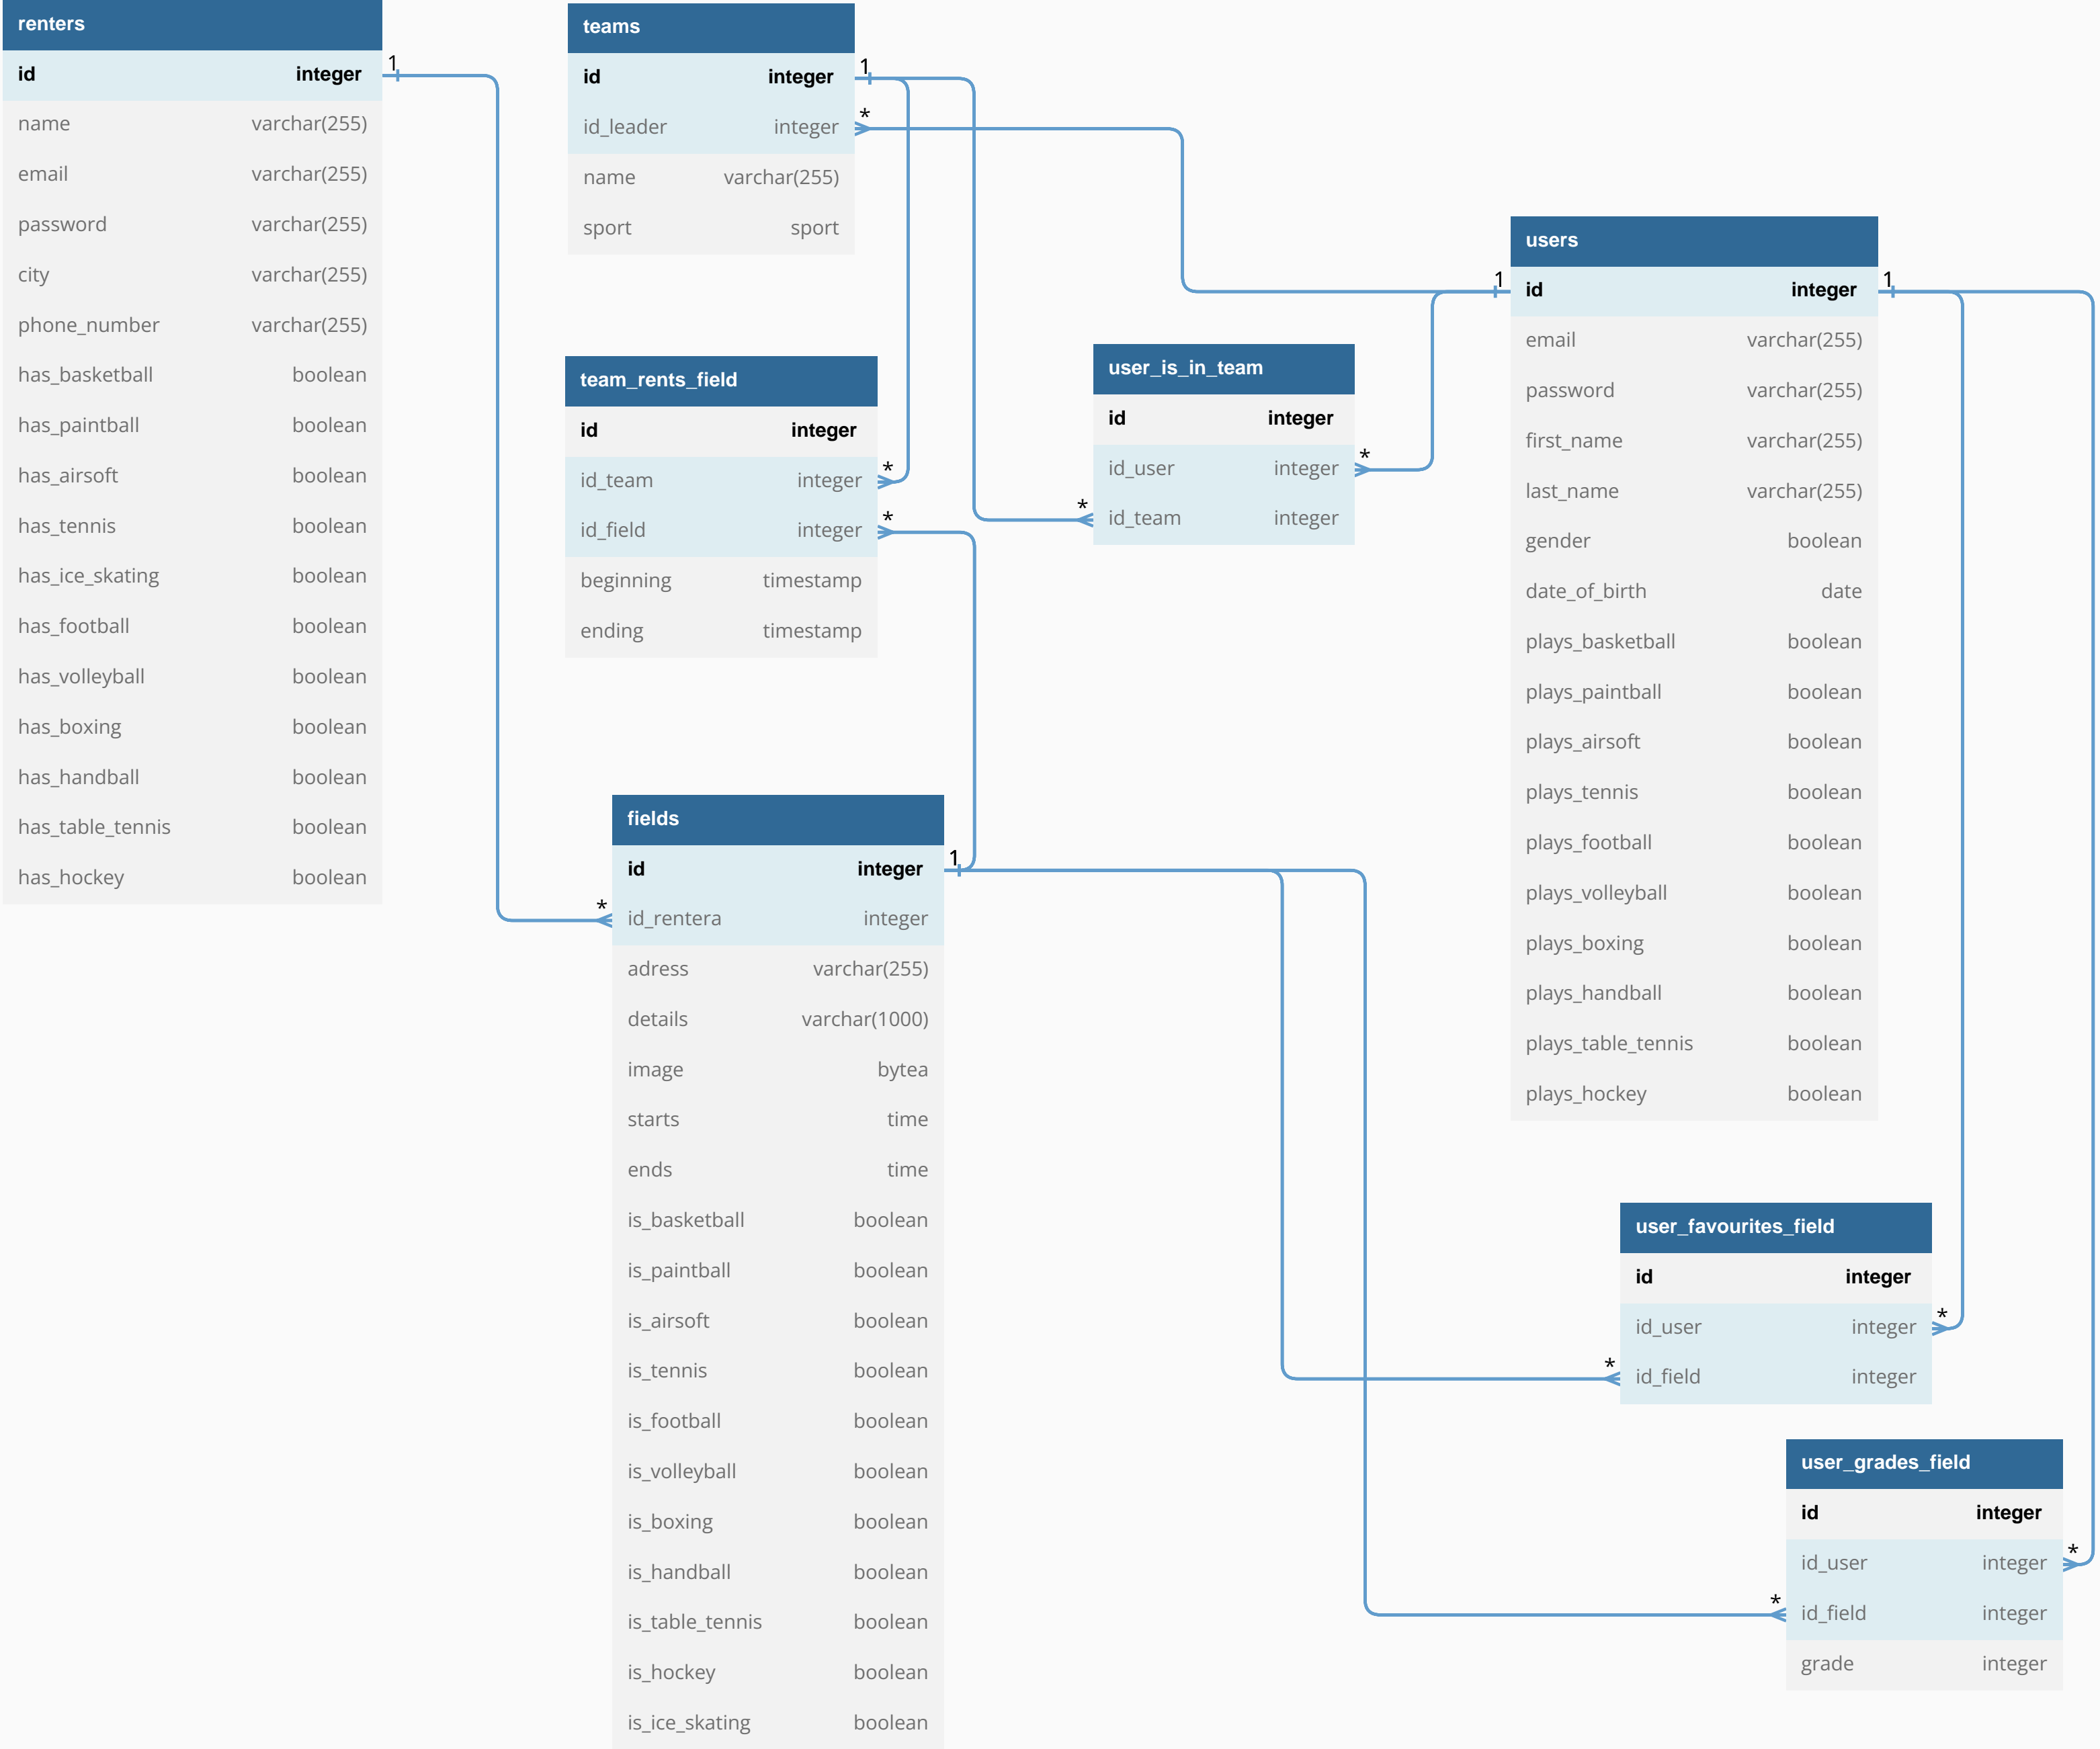 renters
id integer
name varchar(255)
email varchar(255)
password varchar(255)
city varchar(255)
phone_number varchar(255)
has_basketball boolean
has_paintball boolean
has_airsoft boolean
has_tennis boolean
has_ice_skating boolean
has_football boolean
has_volleyball boolean
has_boxing boolean
has_handball boolean
has_table_tennis boolean
has_hockey boolean
1
teams
id integer
id_leader integer
name varchar(255)
sport sport
1
*
team_rents_field
id integer
id_team integer
id_field integer
beginning timestamp
ending timestamp
*
*
user_is_in_team
id integer
id_user integer
id_team integer
*
*
users
id integer
email varchar(255)
password varchar(255)
first_name varchar(255)
last_name varchar(255)
gender boolean
date_of_birth date
plays_basketball boolean
plays_paintball boolean
plays_airsoft boolean
plays_tennis boolean
plays_football boolean
plays_volleyball boolean
plays_boxing boolean
plays_handball boolean
plays_table_tennis boolean
plays_hockey boolean
1
1
fields
id integer
id_rentera integer
adress varchar(255)
details varchar(1000)
image bytea
starts time
ends time
is_basketball boolean
is_paintball boolean
is_airsoft boolean
is_tennis boolean
is_football boolean
is_volleyball boolean
is_boxing boolean
is_handball boolean
is_table_tennis boolean
is_hockey boolean
is_ice_skating boolean
1
*
user_favourites_field
id integer
id_user integer
id_field integer
*
*
user_grades_field
id integer
id_user integer
id_field integer
grade integer
*
*